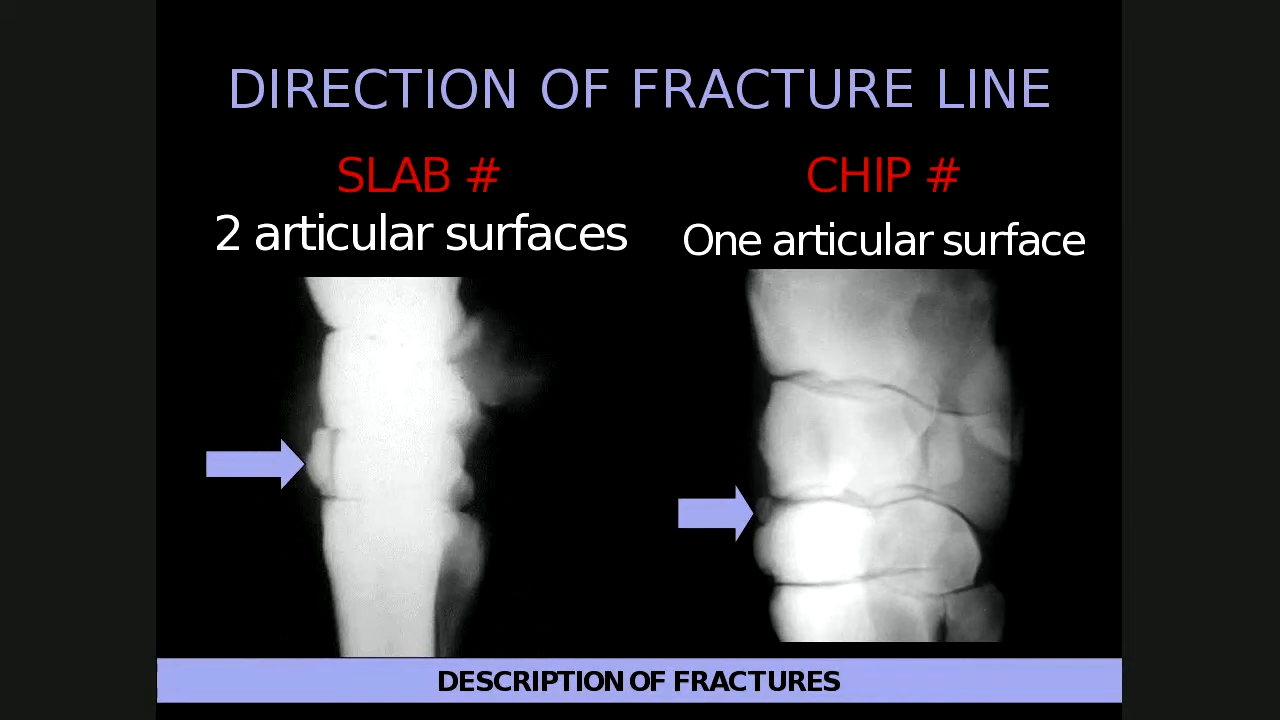 DIRECTION OF FRACTURE LINE
SLAB #
2 articular surfaces
CHIP #
One articular surface
DESCRIPTION OF FRACTURES